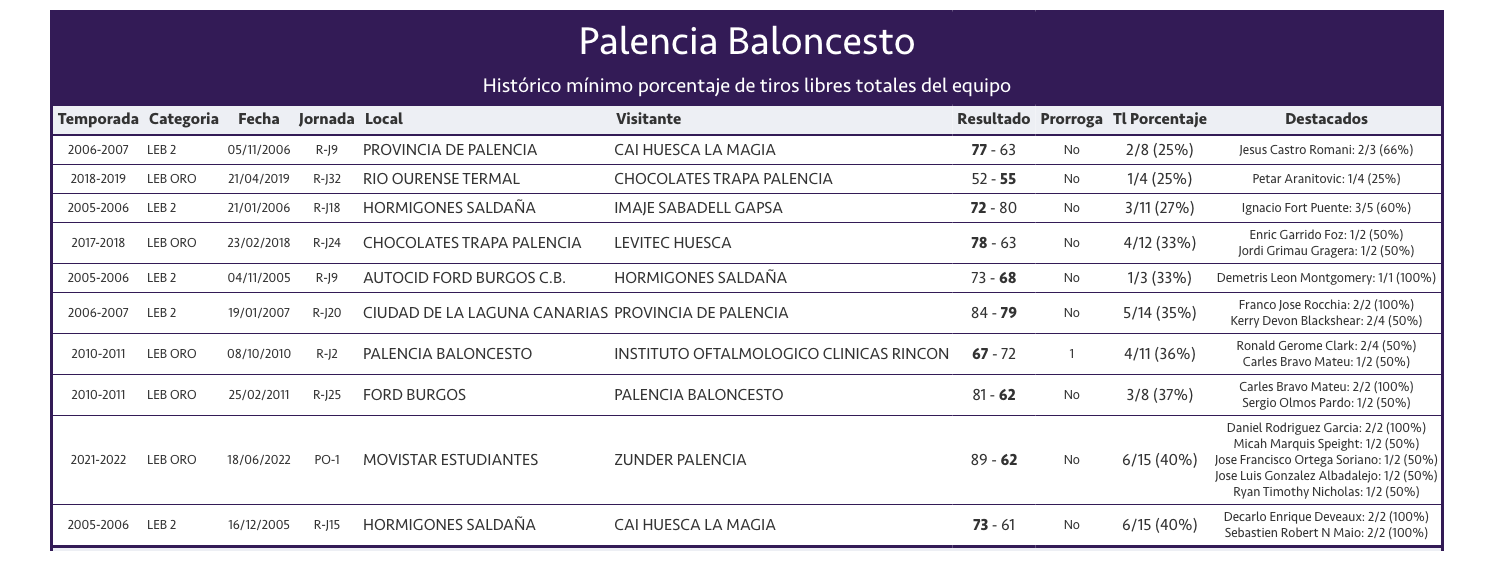 Palencia Baloncesto
Histórico mínimo porcentaje de tiros libres totales del equipo
Temporada Categoria Fecha Jornada Local Visitante Resultado Prorroga Tl Porcentaje Destacados
2006-2007 LEB 2 05/11/2006 R-J9 PROVINCIA DE PALENCIA CAI HUESCA LA MAGIA 77 - 63 No 2/8 (25%) Jesus Castro Romani: 2/3 (66%)
2018-2019 LEB ORO 21/04/2019 R-J32 RIO OURENSE TERMAL CHOCOLATES TRAPA PALENCIA 52 - 55 No 1/4 (25%) Petar Aranitovic: 1/4 (25%)
2005-2006 LEB 2 21/01/2006 R-J18 HORMIGONES SALDAÑA IMAJE SABADELL GAPSA 72 - 80 No 3/11 (27%) Ignacio Fort Puente: 3/5 (60%)
2017-2018 LEB ORO 23/02/2018 R-J24 CHOCOLATES TRAPA PALENCIA LEVITEC HUESCA 78 - 63 No 4/12 (33%) Enric Garrido Foz: 1/2 (50%)
Jordi Grimau Gragera: 1/2 (50%)
2005-2006 LEB 2 04/11/2005 R-J9 AUTOCID FORD BURGOS C.B. HORMIGONES SALDAÑA 73 - 68 No 1/3 (33%) Demetris Leon Montgomery: 1/1 (100%)
2006-2007 LEB 2 19/01/2007 R-J20 CIUDAD DE LA LAGUNA CANARIAS PROVINCIA DE PALENCIA 84 - 79 No 5/14 (35%) Franco Jose Rocchia: 2/2 (100%)
Kerry Devon Blackshear: 2/4 (50%)
2010-2011 LEB ORO 08/10/2010 R-J2 PALENCIA BALONCESTO INSTITUTO OFTALMOLOGICO CLINICAS RINCON 67 - 72 1 4/11 (36%) Ronald Gerome Clark: 2/4 (50%)
Carles Bravo Mateu: 1/2 (50%)
2010-2011 LEB ORO 25/02/2011 R-J25 FORD BURGOS PALENCIA BALONCESTO 81 - 62 No 3/8 (37%) Carles Bravo Mateu: 2/2 (100%)
Sergio Olmos Pardo: 1/2 (50%)
2021-2022 LEB ORO 18/06/2022 PO-1 MOVISTAR ESTUDIANTES ZUNDER PALENCIA 89 - 62 No 6/15 (40%) Daniel Rodriguez Garcia: 2/2 (100%)
Micah Marquis Speight: 1/2 (50%)
Jose Francisco Ortega Soriano: 1/2 (50%)
Jose Luis Gonzalez Albadalejo: 1/2 (50%)
Ryan Timothy Nicholas: 1/2 (50%)
2005-2006 LEB 2 16/12/2005 R-J15 HORMIGONES SALDAÑA CAI HUESCA LA MAGIA 73 - 61 No 6/15 (40%) Decarlo Enrique Deveaux: 2/2 (100%)
Sebastien Robert N Maio: 2/2 (100%)